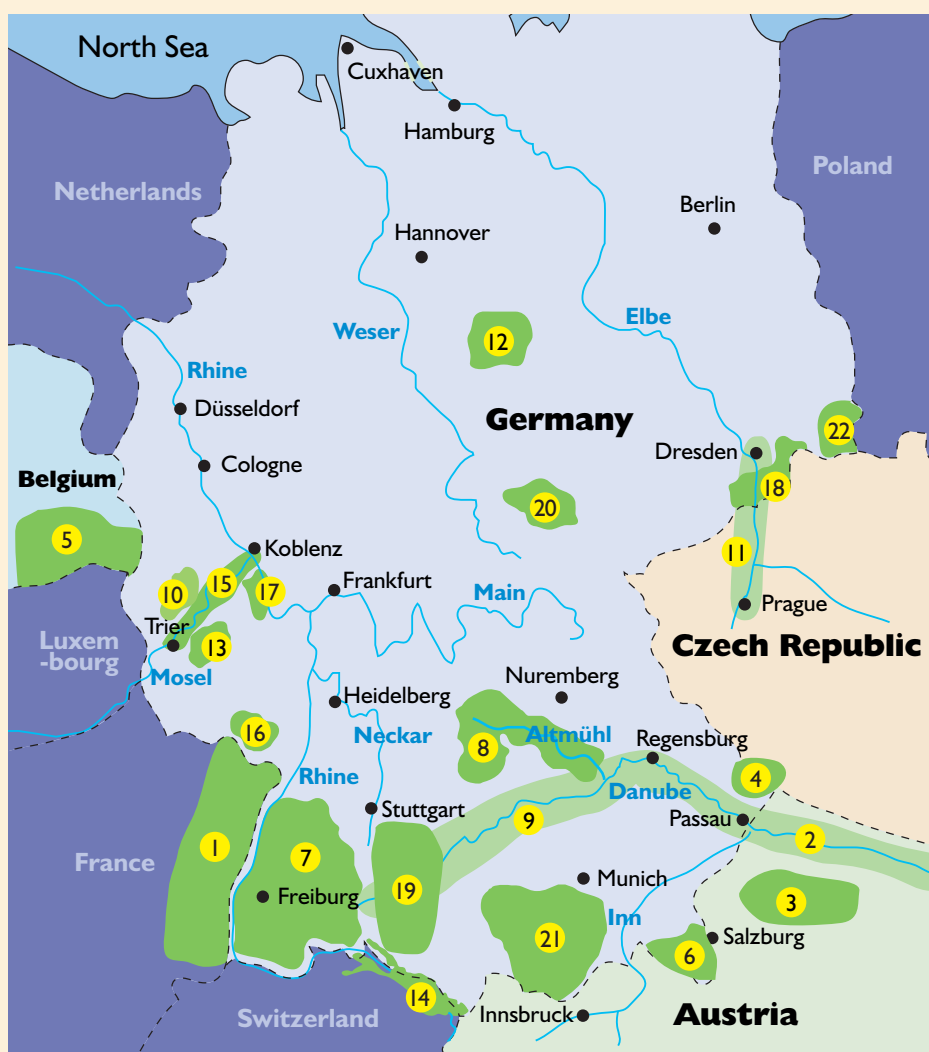 North Sea
Cuxhaven
Hamburg
Poland
Netherlands
Berlin
Hannover
Elbe
Weser
12
Rhine
Düsseldorf
Germany
22
Dresden
Cologne
Belgium
18
20
5
Koblenz
11
15
10
17
Frankfurt
Main
Prague
Trier
13
Luxem
-bourg
Czech Republic
Mosel
Nuremberg
Heidelberg
16
Neckar
8
Altmühl
Regensburg
Rhine
4
Danube
Stuttgart
9
Passau
2
1
7
France
Munich
19
Freiburg
3
Inn
21
Salzburg
6
14
Switzerland
Innsbruck
Austria